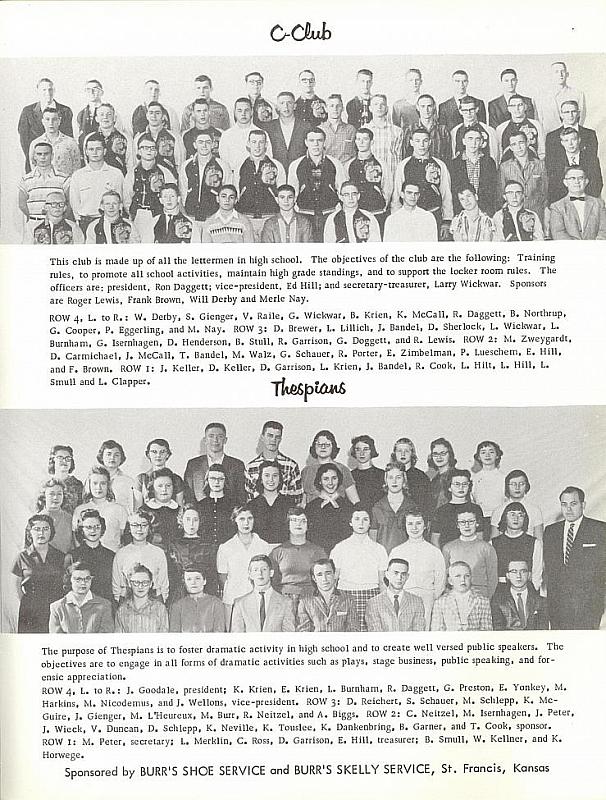 C-Club
This club is made up of all the lettermen in high school. The objectives of the club are the following: Training
rules, to promote all school activities, maintain high grade standings, and to support the locker room rules. The
officers are: president, Ron Daggett; vice-president, Ed Hill; and secretary-treasurer, Larry Wickwar. Sponsors
are Roger Lewis, Frank Brown, Will Derby and Merle Nay.
ROW 4, L. to R.: W. Derby, S. Gienger, V. Raile, G. Wickwar, B. Krien, K. McCall, R. Daggett, B. Northrup,
G. Cooper, P. Eggerling, and M. Nay. ROW 3: D. Brewer, L. Lillich, J. Bandel, D. Sherlock, L. Wickwar, L.
Burnham, G. Isernhagen, D. Henderson, B. Stull, R. Garrison, G. Doggett, and R. Lewis. ROW 2: M. Zweygardt,
D. Carmichael, J. McCall, T. Bandel, M. Walz, G. Schauer, R. Porter, E. Zimbelman, P. Lueschem, E. Hill,
and F. Brown. ROW 1: J. Keller, D. Keller, D. Garrison, L. Krien, J. Bandel, R. Cook, L. Hilt, L. Hill, L.
Smull and L. Clapper.
Thespians
The purpose of Thespians is to foster dramatic activity in high school and to create well versed public speakers. The
objectives are to engage in all forms of dramatic activities such as plays, stage business, public speaking, and for-
ensic appreciation.
ROW 4, L. to R.: J. Goodale, president; K. Krien, E. Krien, L. Burnham, R. Daggett, G. Preston, E. Yonkey, M.
Harkins, M. Nicodemus, and J. Wellons, vice-president. ROW 3: D. Reichert, S. Schauer, M. Schlepp, K. Mc-
Guire, J. Gienger, M. L'Heureux, M. Burr, R. Neitzel, and A. Biggs. ROW 2: C. Neitzel, M. Isernhagen, J. Peter,
J. Wieck, V. Duncan, D. Schlepp, K. Neville, K. Touslee, K. Dankenbring, B. Garner, and T. Cook, sponsor.
ROW 1: M. Peter, secretary; L. Merklin, C. Ross, D. Garrison, E. Hill, treasurer; B. Smull, W. Kellner, and K.
Horwege.
Sponsored by BURR'S SHOE SERVICE and BURR'S SKELLY SERVICE, St. Francis, Kansas